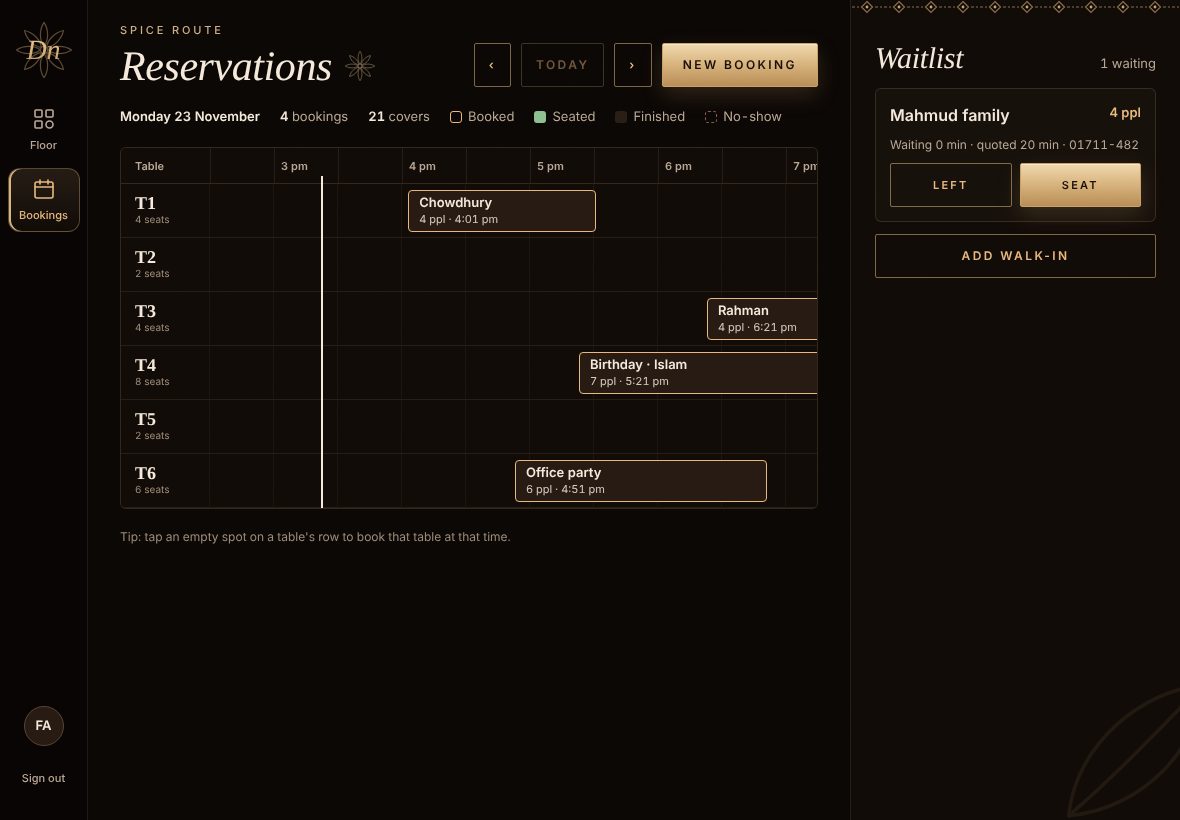 Dn
Floor
Bookings
FA
Sign out
SPICE ROUTE
Reservations
‹ TODAY › NEW BOOKING
Monday 23 November 4 bookings 21 covers Booked Seated Finished No-show
Table 3 pm 4 pm 5 pm 6 pm 7 pm
T1
4 seats
Chowdhury
4 ppl · 4:01 pm
T2
2 seats
T3
4 seats
Rahman
4 ppl · 6:21 pm
T4
8 seats
Birthday · Islam
7 ppl · 5:21 pm
T5
2 seats
T6
6 seats
Office party
6 ppl · 4:51 pm
Tip: tap an empty spot on a table's row to book that table at that time.
Waitlist 1 waiting
Mahmud family 4 ppl
Waiting 0 min · quoted 20 min · 01711-482
LEFT SEAT
ADD WALK-IN